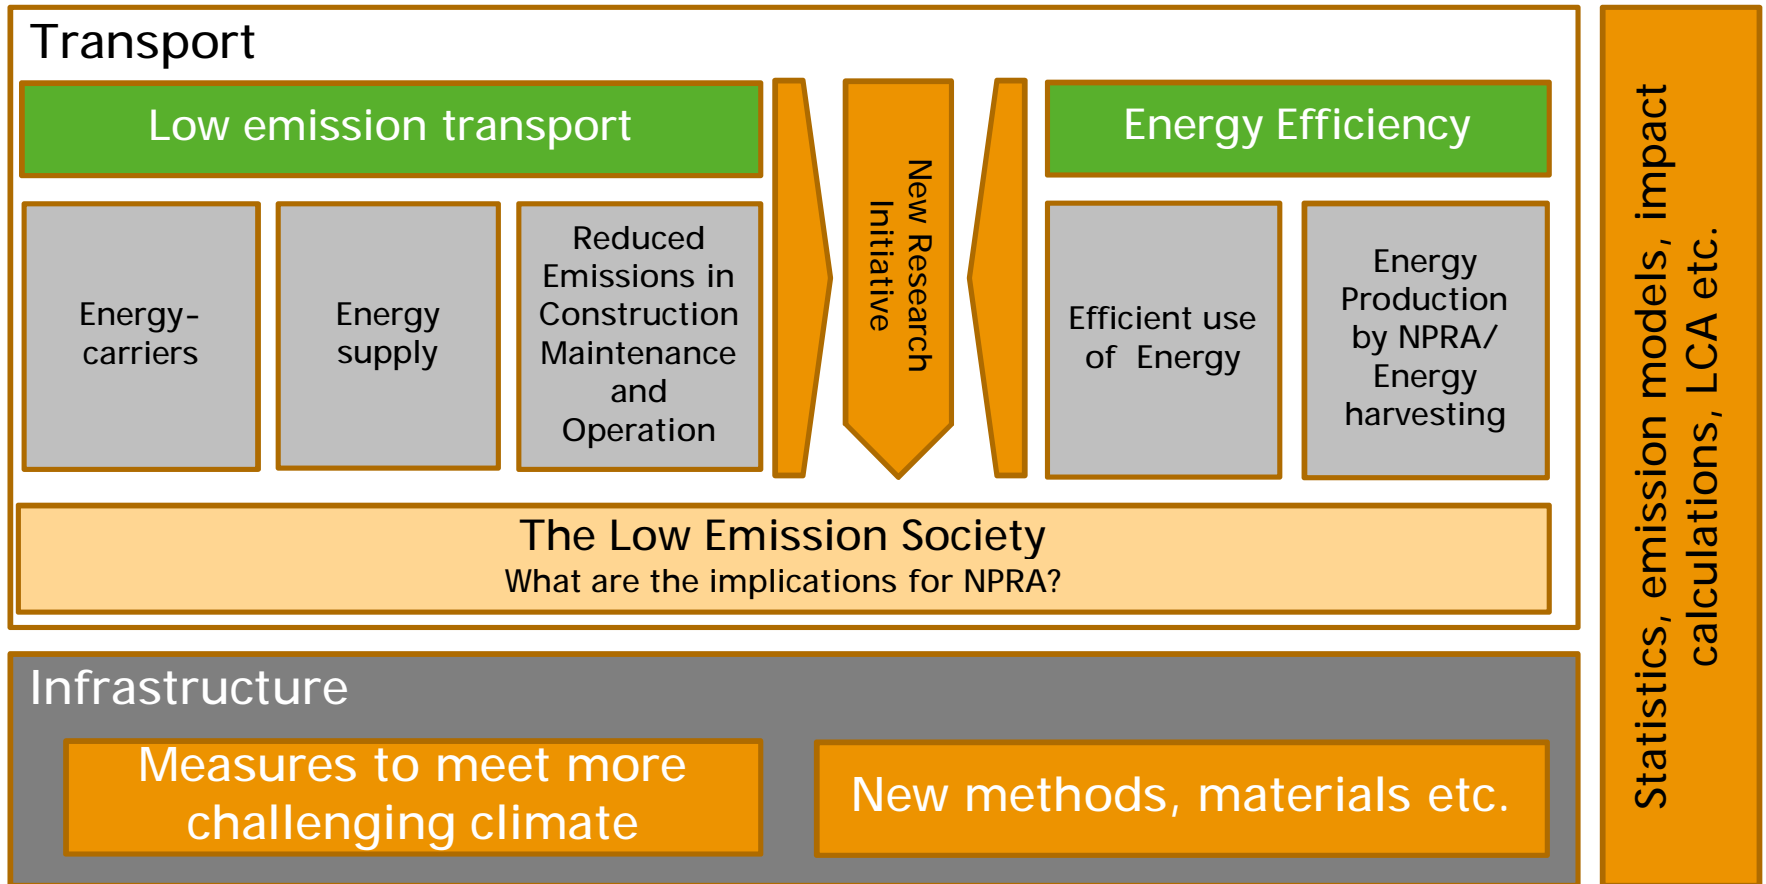 Transport
Low emission transport
Energy-
carriers
Energy
supply
Reduced
Emissions in
Construction
Maintenance
and
Operation
New Research
Initiative
Energy Efficiency
Efficient use
of Energy
Energy
Production
by NPRA/
Energy
harvesting
The Low Emission Society
What are the implications for NPRA?
Infrastructure
Measures to meet more
challenging climate
New methods, materials etc.
Statistics, emission models, impact
calculations, LCA etc.